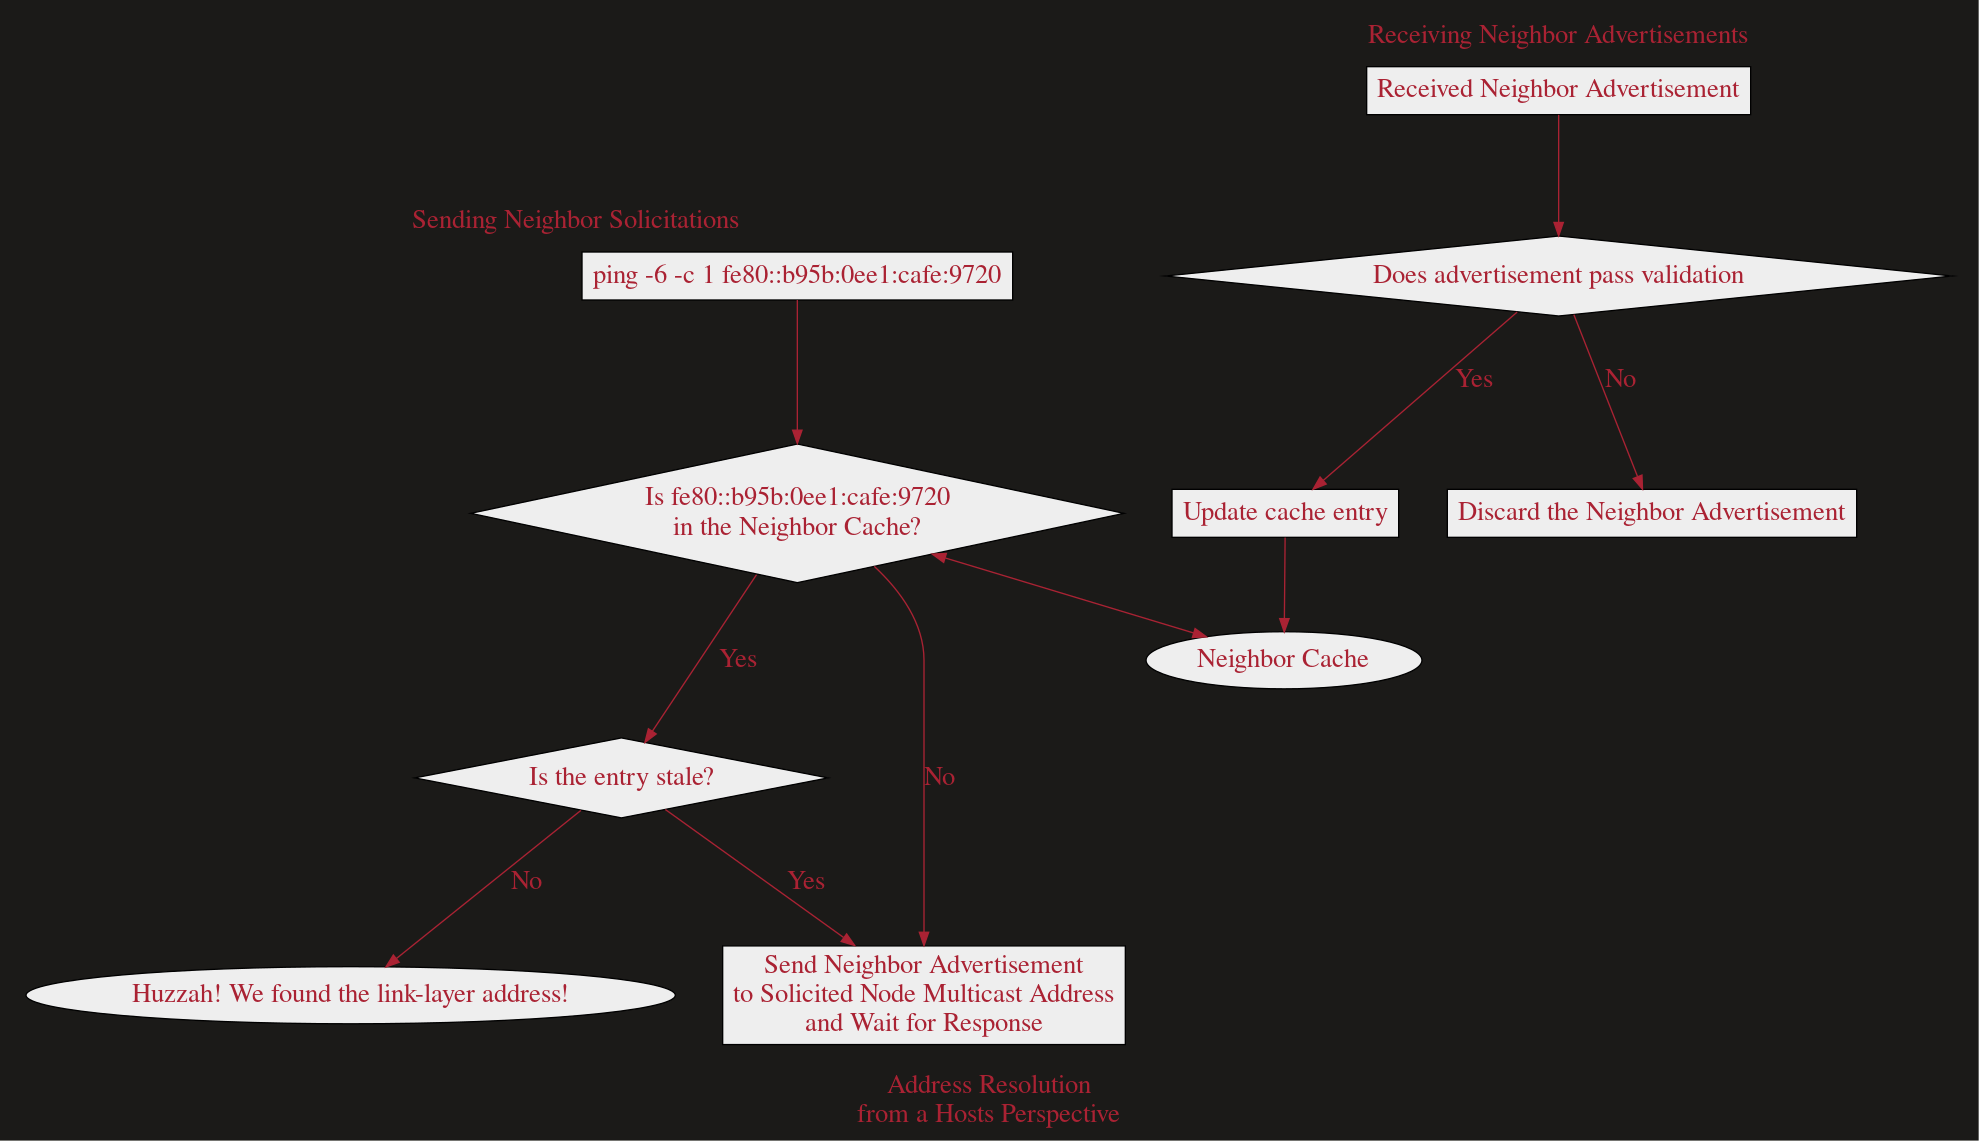 Receiving Neighbor Advertisements
Received Neighbor Advertisement
Sending Neighbor Solicitations
ping -6 -c 1 fe80::b95b:0ee1:cafe:9720
Does advertisement pass validation
Yes
No
Is fe80::b95b:0ee1:cafe:9720
in the Neighbor Cache?
Update cache entry
Discard the Neighbor Advertisement
Yes
Neighbor Cache
Is the entry stale?
No
No
Yes
Huzzah! We found the link-layer address!
Send Neighbor Advertisement
to Solicited Node Multicast Address
and Wait for Response
Address Resolution
from a Hosts Perspective